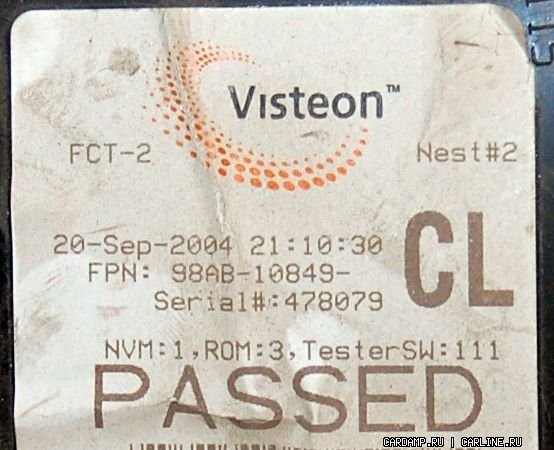 Visteon™
FCT-2 Nest#2
20-Sep-2004 21:10:30
CL
FPN: 98AB-10849-
Serial#:478079
NVM:1,ROM:3,TesterSW:111
PASSED
CARDAMP.RU | CARLINE.RU